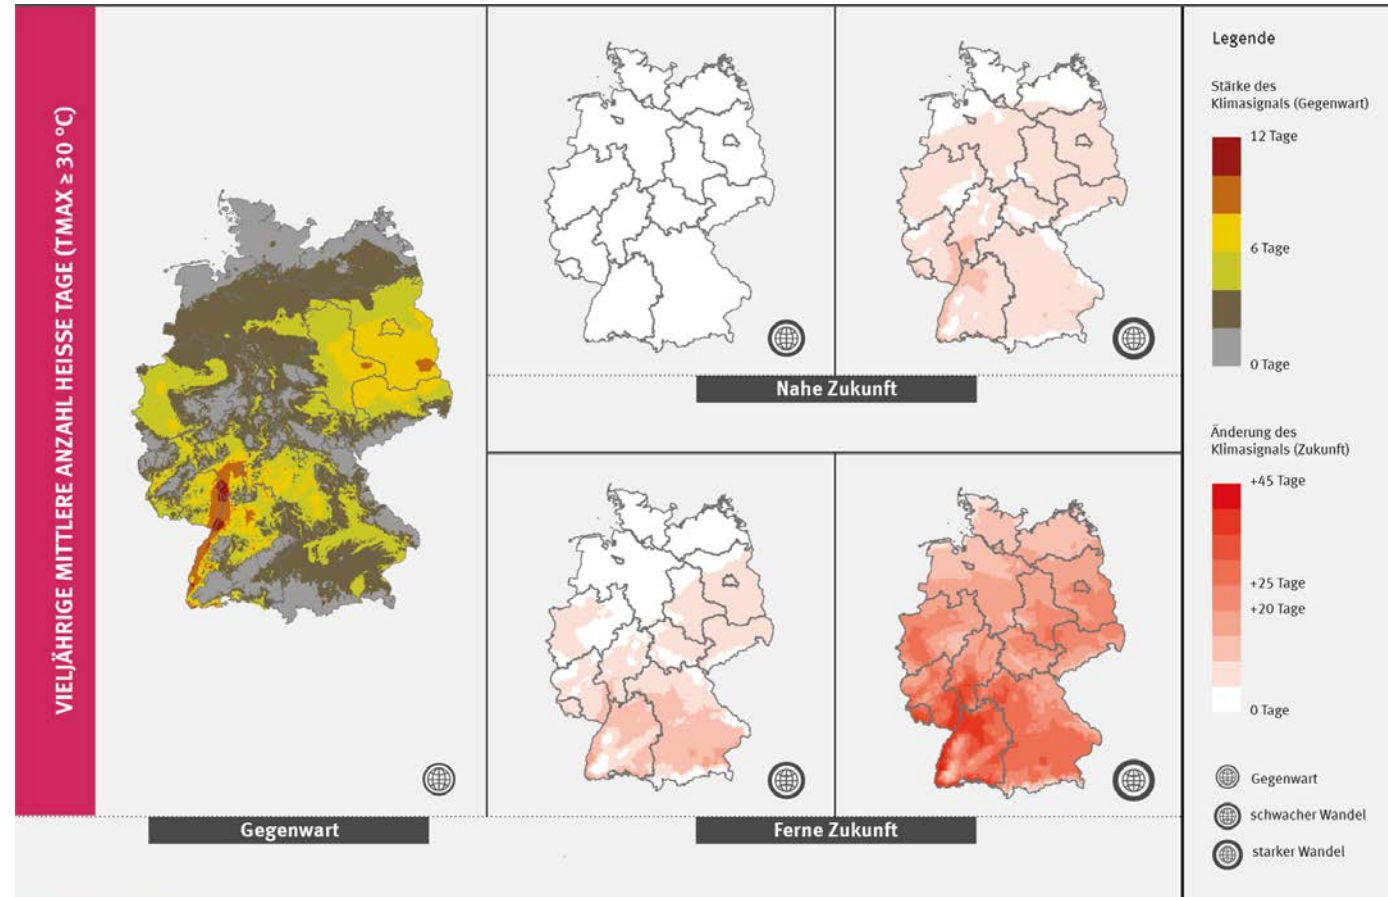 VIELJÄHRIGE MITTLERE ANZAHL HEISSE TAGE (TMAX ≥ 30 °C)
Gegenwart
Nahe Zukunft
Ferne Zukunft
Legende
Stärke des
Klimasignals (Gegenwart)
12 Tage
6 Tage
0 Tage
Änderung des
Klimasignals (Zukunft)
+45 Tage
+25 Tage
+20 Tage
0 Tage
Gegenwart
schwacher Wandel
starker Wandel